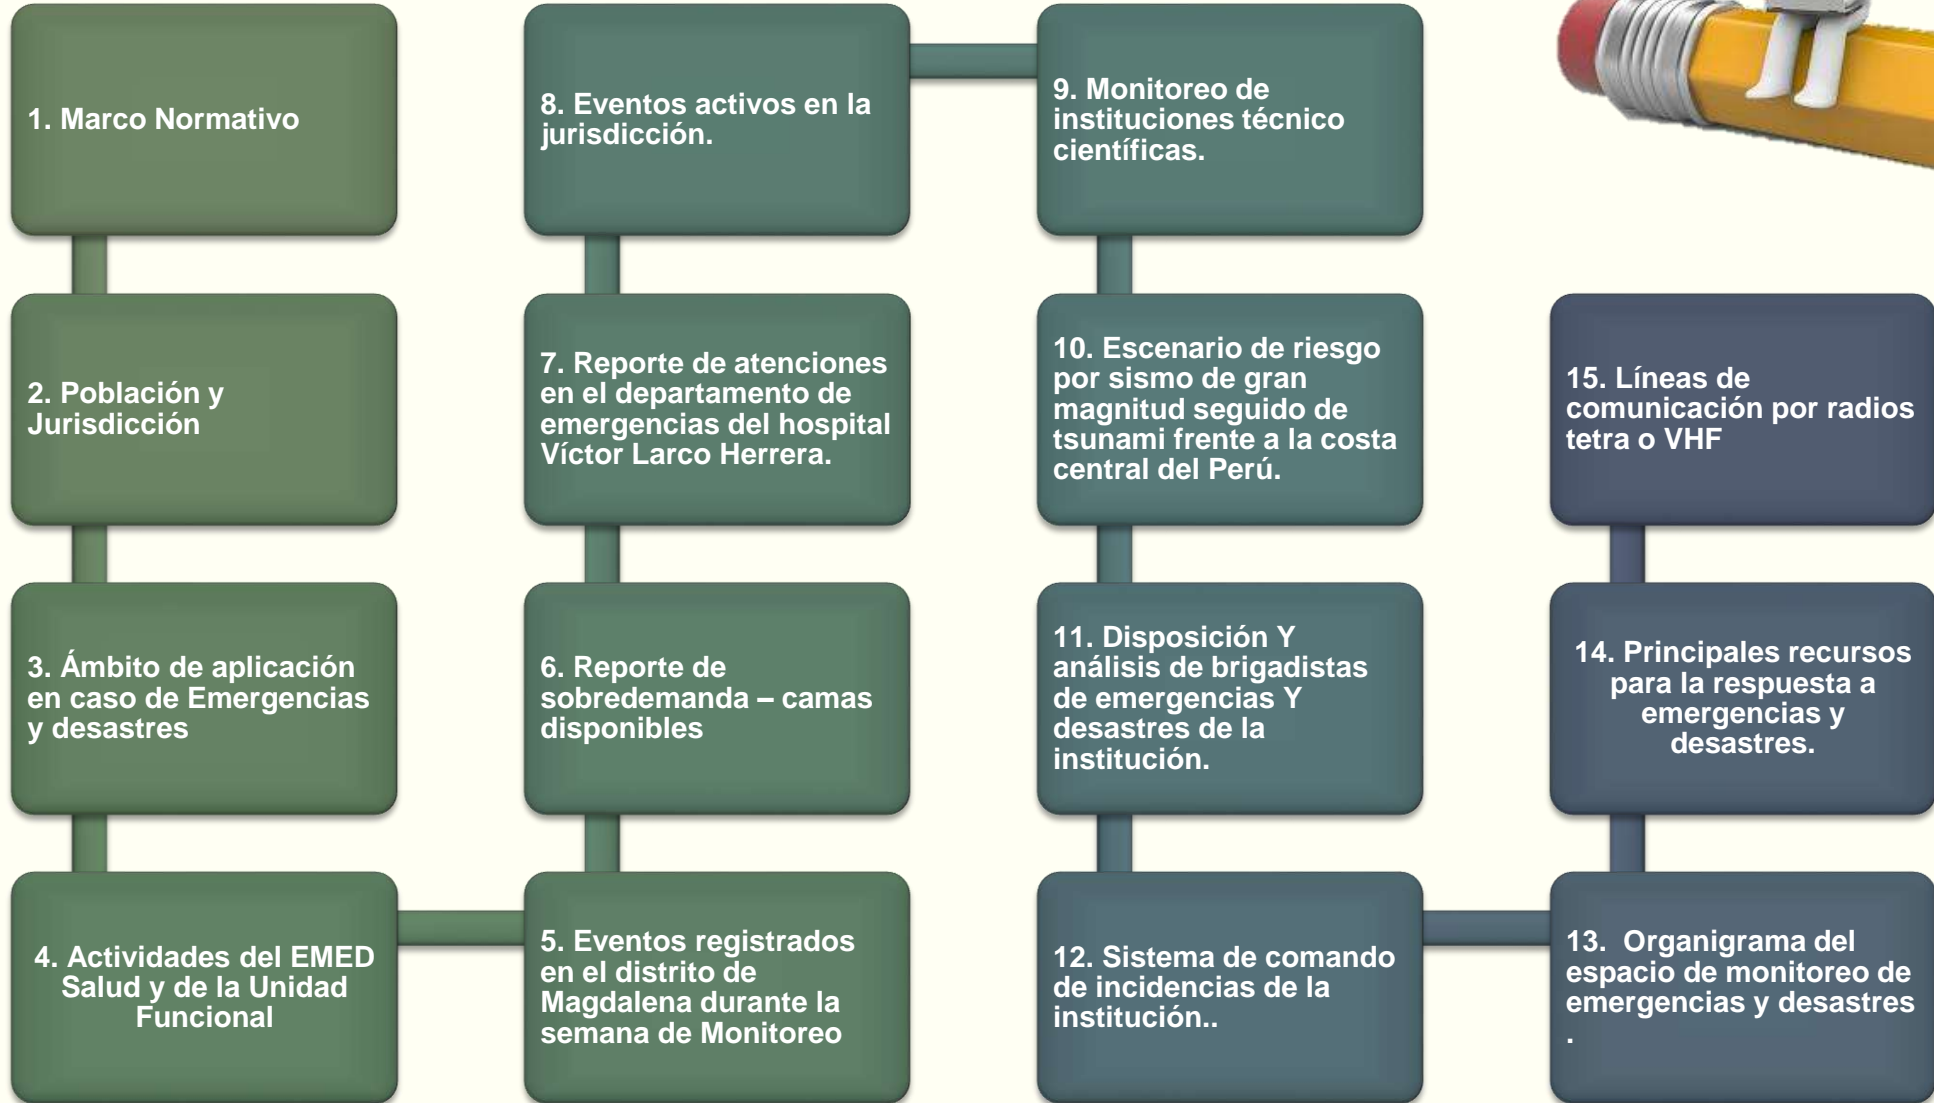 1. Marco Normativo
2. Población y
Jurisdicción
3. Ámbito de aplicación
en caso de Emergencias
y desastres
4. Actividades del EMED
Salud y de la Unidad
Funcional
5. Eventos registrados
en el distrito de
Magdalena durante la
semana de Monitoreo
6. Reporte de
sobredemanda – camas
disponibles
7. Reporte de atenciones
en el departamento de
emergencias del hospital
Víctor Larco Herrera.
8. Eventos activos en la
jurisdicción.
9. Monitoreo de
instituciones técnico
científicas.
10. Escenario de riesgo
por sismo de gran
magnitud seguido de
tsunami frente a la costa
central del Perú.
11. Disposición Y
análisis de brigadistas
de emergencias Y
desastres de la
institución.
12. Sistema de comando
de incidencias de la
institución..
13. Organigrama del
espacio de monitoreo de
emergencias y desastres
.
14. Principales recursos
para la respuesta a
emergencias y
desastres.
15. Líneas de
comunicación por radios
tetra o VHF